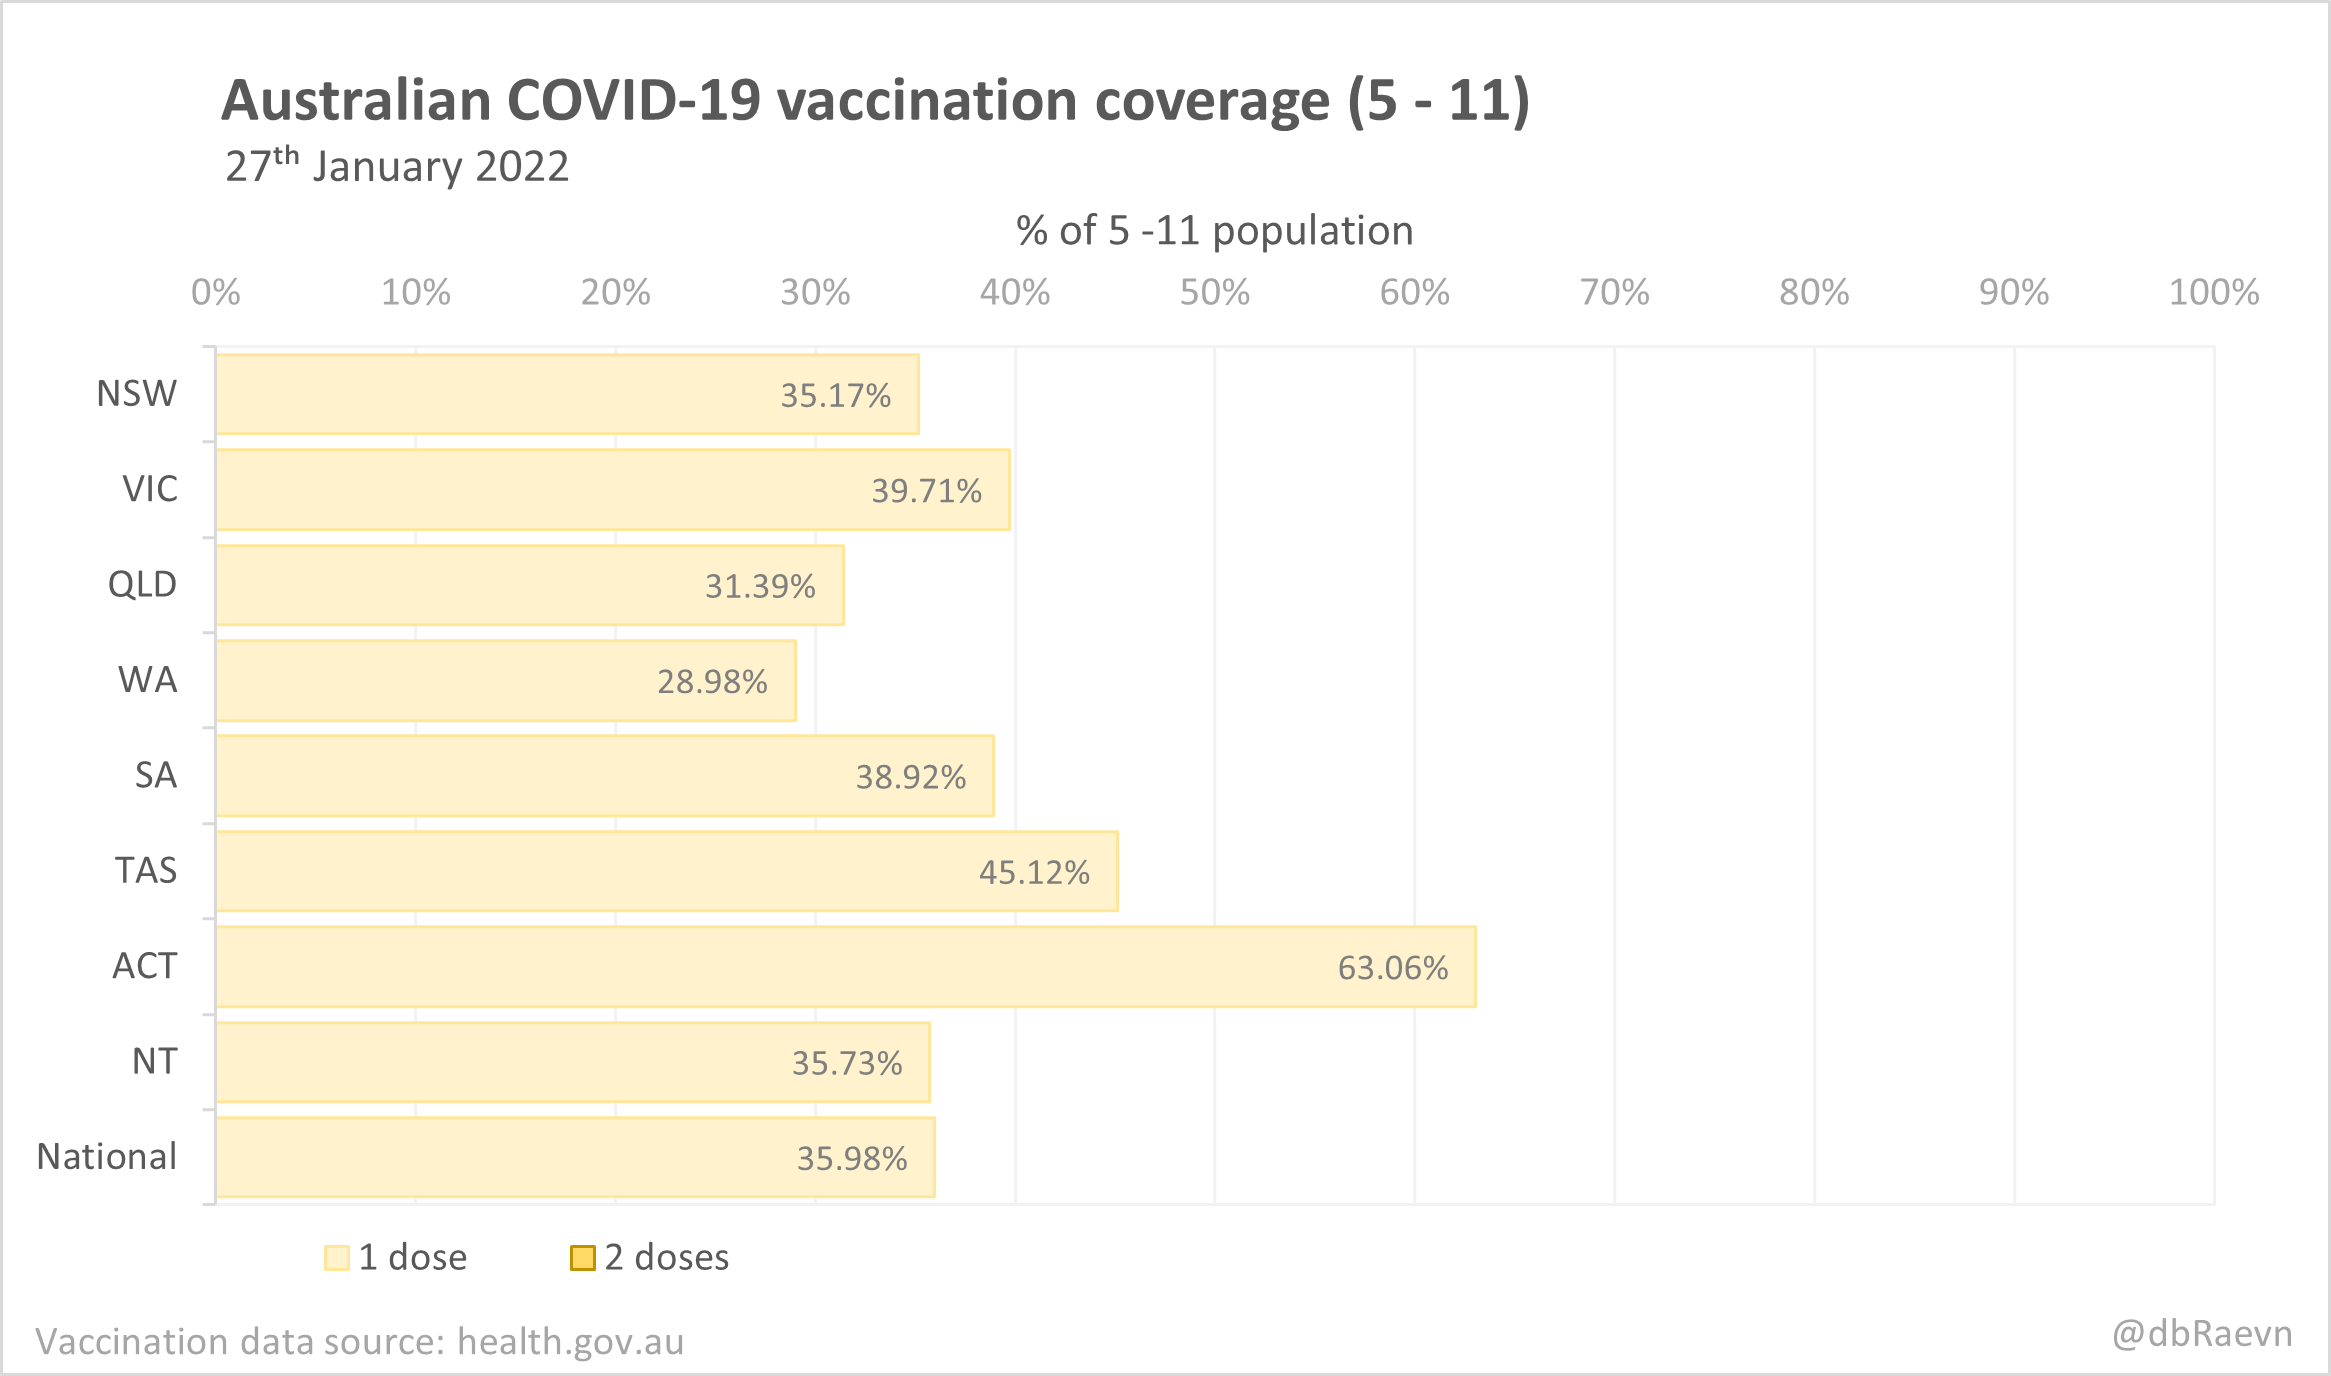 Australian COVID-19 vaccination coverage (5 - 11)
27th January 2022
% of 5 -11 population
0% 10% 20% 30% 40% 50% 60% 70% 80% 90% 100%
NSW 35.17%
VIC 39.71%
QLD 31.39%
WA 28.98%
SA 38.92%
TAS 45.12%
ACT 63.06%
NT 35.73%
National 35.98%
1 dose 2 doses
Vaccination data source: health.gov.au
@dbRaevn